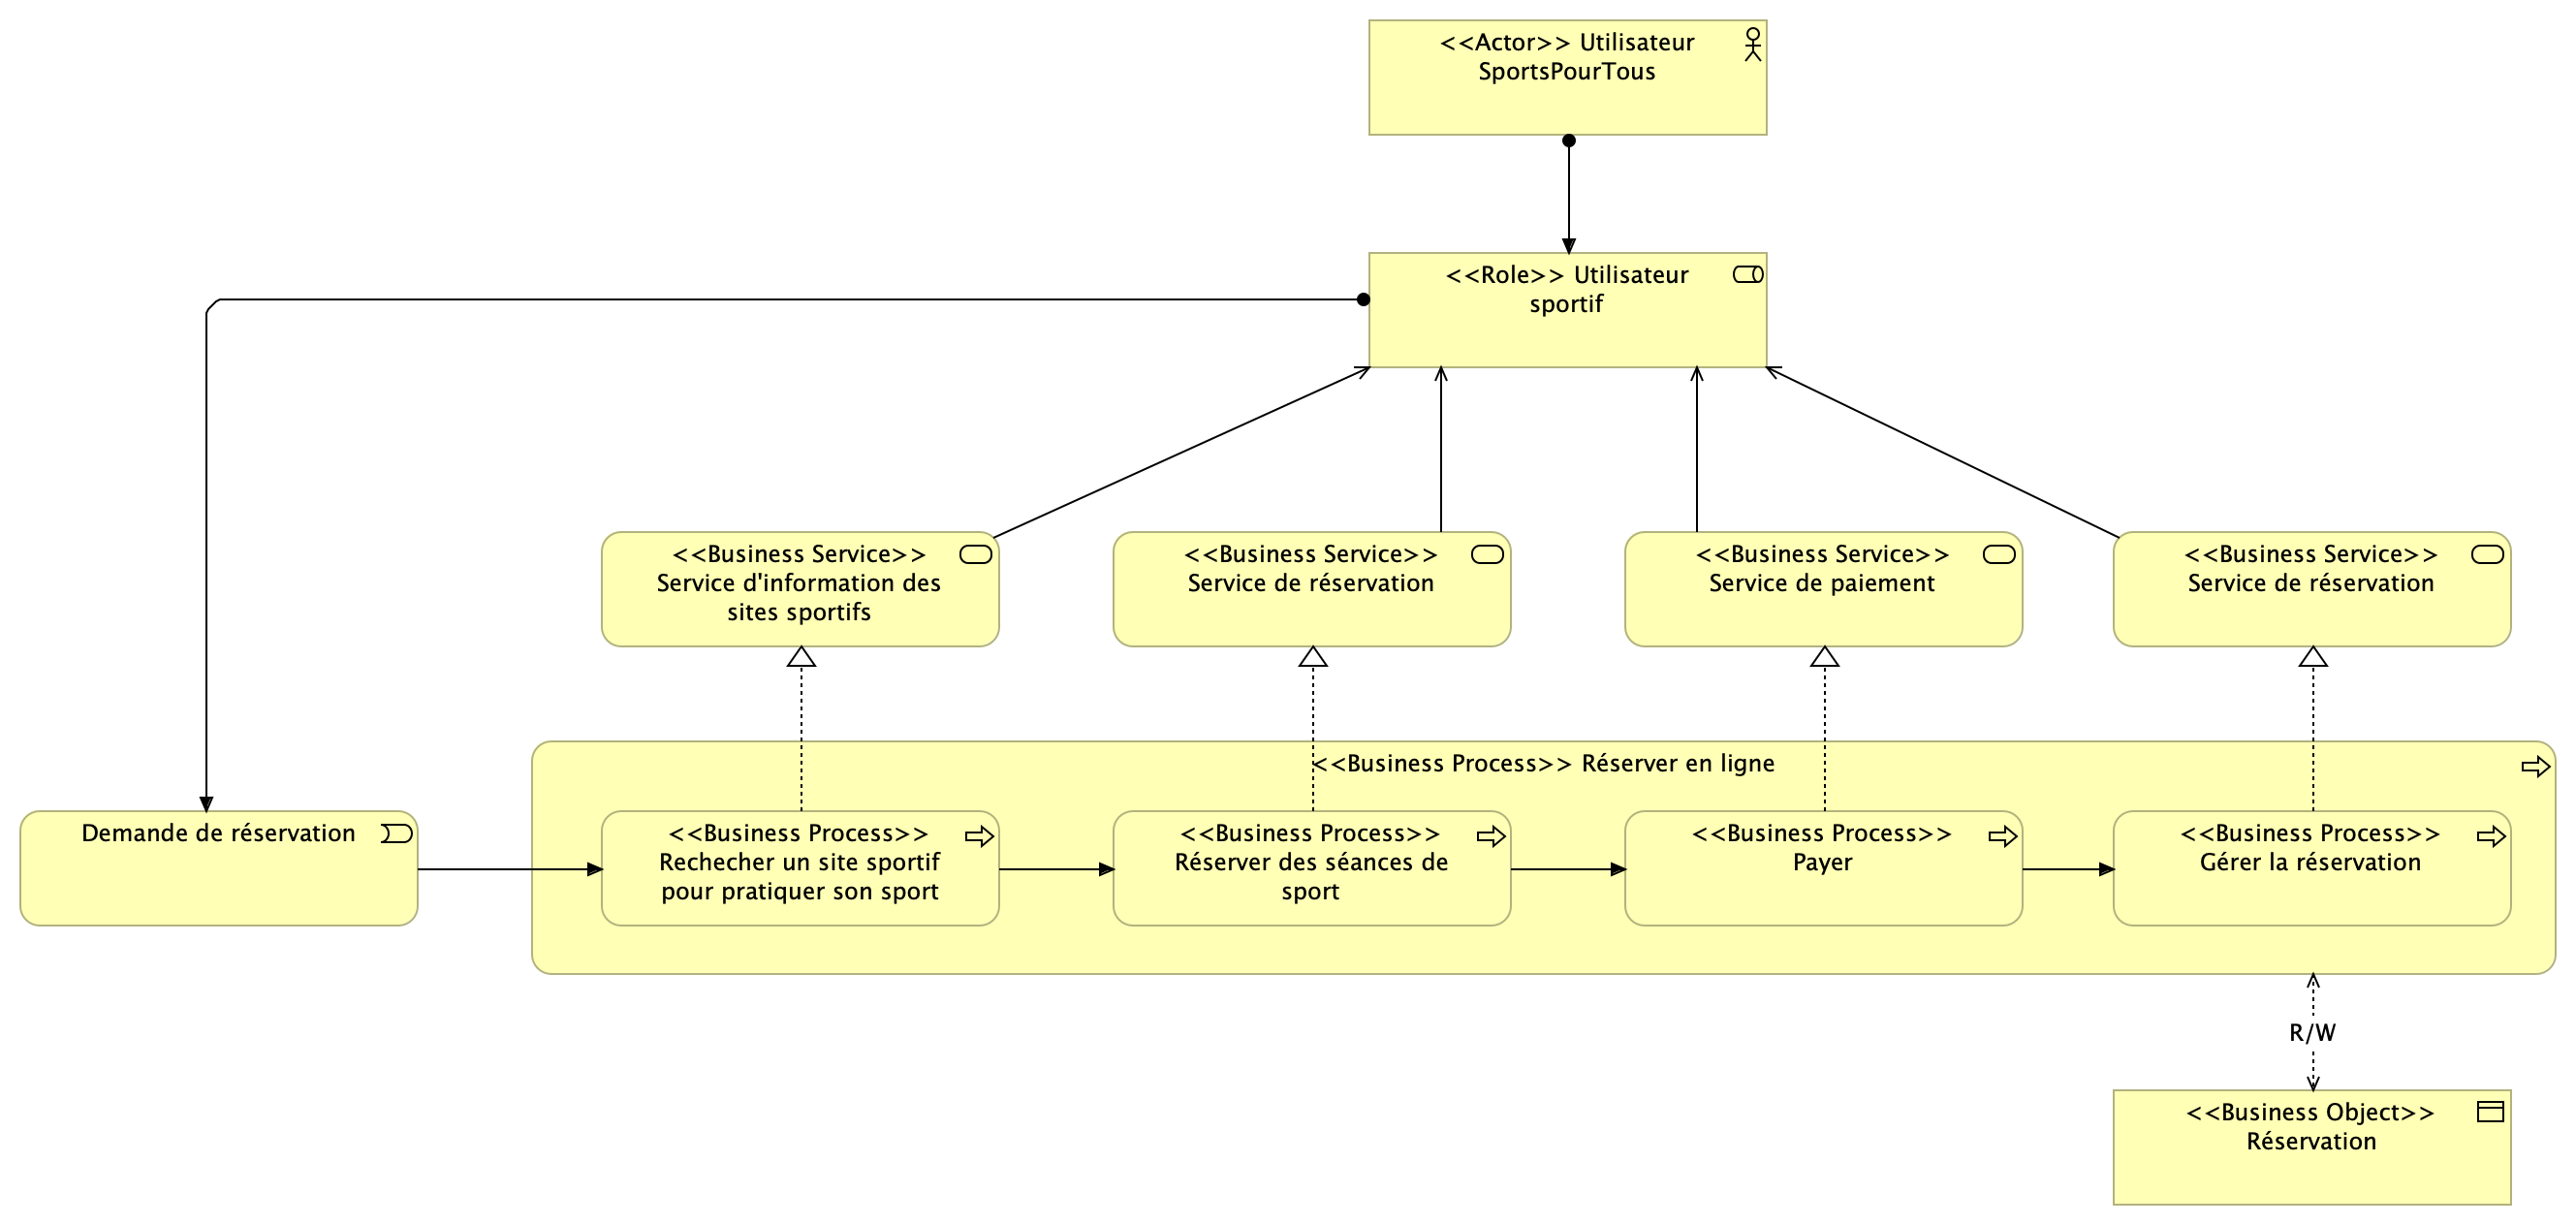 <<Actor>> Utilisateur
SportsPourTous
<<Role>> Utilisateur
sportif
<<Business Service>>
Service d'information des
sites sportifs
<<Business Service>>
Service de réservation
<<Business Service>>
Service de paiement
<<Business Service>>
Service de réservation
<<Business Process>> Réserver en ligne
Demande de réservation
<<Business Process>>
Rechecher un site sportif
pour pratiquer son sport
<<Business Process>>
Réserver des séances de
sport
<<Business Process>>
Payer
<<Business Process>>
Gérer la réservation
R/W
<<Business Object>>
Réservation